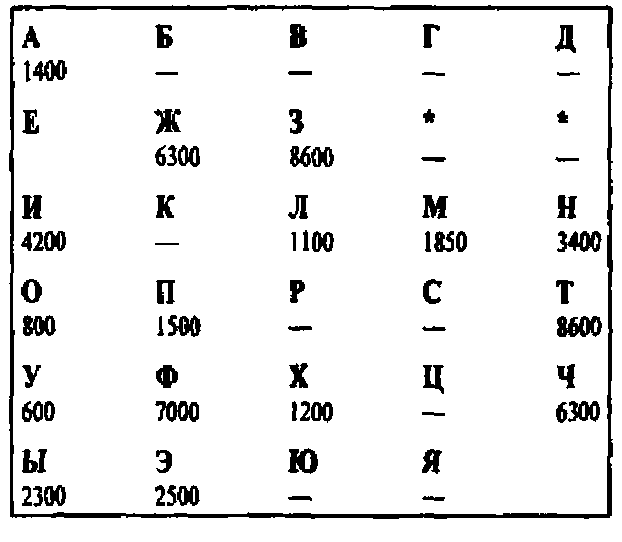 А Б В Г Д
1400 — — — —
Е Ж З * *
6300 8600 — —
И К Л М Н
4200 — 1100 1850 3400
О П Р С Т
800 1500 — — 8600
У Ф Х Ц Ч
600 7000 1200 — 6300
Ы Э Ю Я
2300 2500 — —